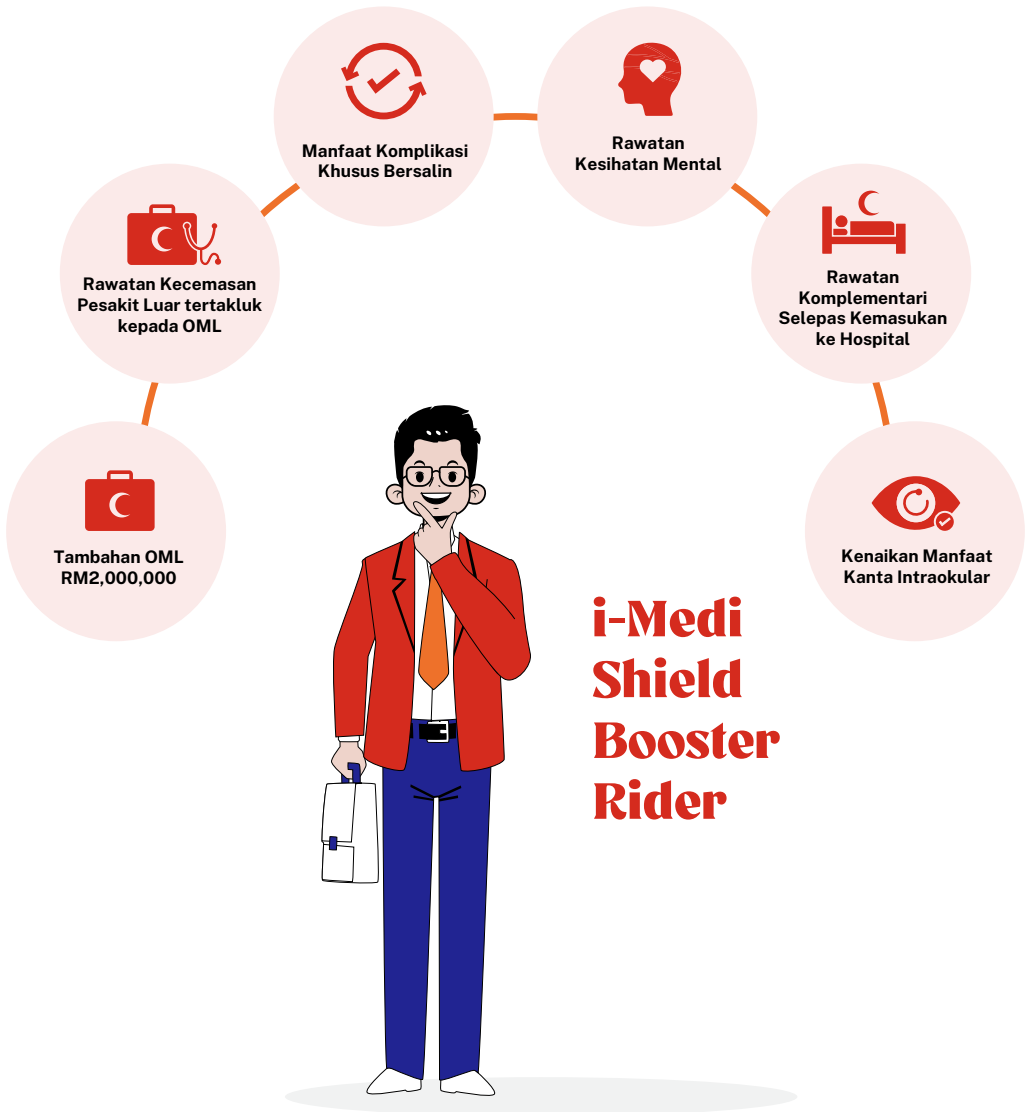 Manfaat Komplikasi
Khusus Bersalin
Rawatan
Kesihatan Mental
Rawatan Kecemasan
Pesakit Luar tertakluk
kepada OML
Rawatan
Komplementari
Selepas Kemasukan
ke Hospital
Tambahan OML
RM2,000,000
Kenaikan Manfaat
Kanta Intraokular
i-Medi
Shield
Booster
Rider